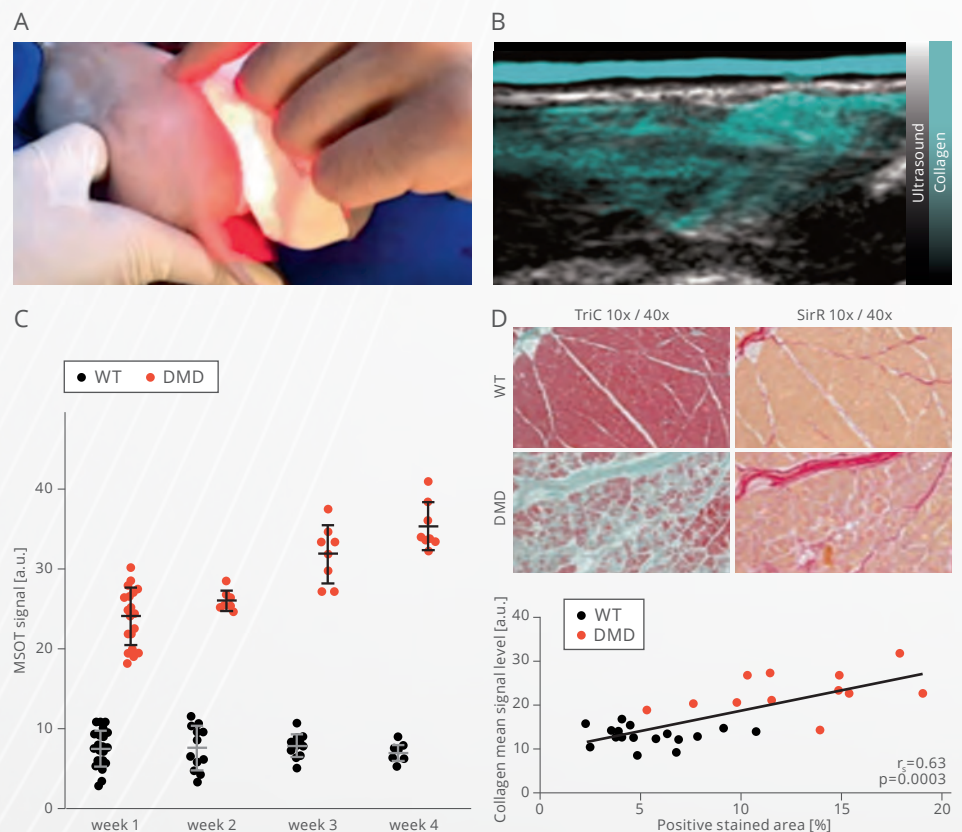 A
B
Ultrasound
Collagen
C
WT DMD
MSOT signal [a.u.]
40
30
20
10
0
week 1 week 2 week 3 week 4
D
TriC 10x / 40x SirR 10x / 40x
WT
DMD
Collagen mean signal level [a.u.]
40
30
20
10
0
WT
DMD
rs=0.63
p=0.0003
0 5 10 15 20
Positive stained area [%]